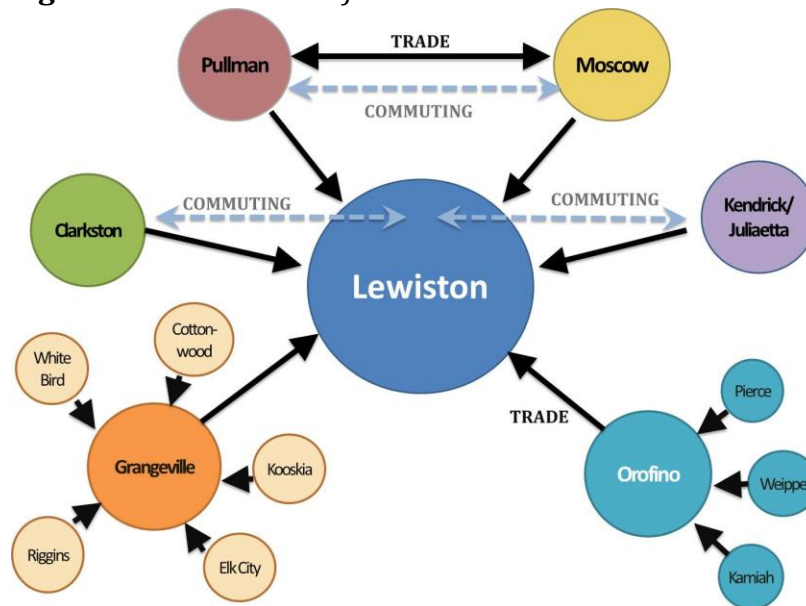 TRADE
Pullman
Moscow
COMMUTING
COMMUTING
COMMUTING
Clarkston
Kendrick/
Juliaetta
Lewiston
Cotton-
wood
White
Bird
Pierce
TRADE
Grangeville
Kooskia
Orofino
Weippe
Riggins
Elk City
Kamiah